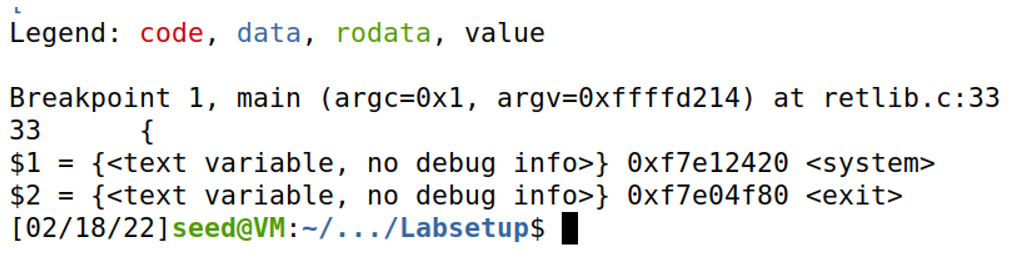 Legend: code, data, rodata, value
Breakpoint 1, main (argc=0x1, argv=0xffffd214) at retlib.c:33
33      {
$1 = {<text variable, no debug info>} 0xf7e12420 <system>
$2 = {<text variable, no debug info>} 0xf7e04f80 <exit>
[02/18/22]seed@VM:~/.../Labsetup$